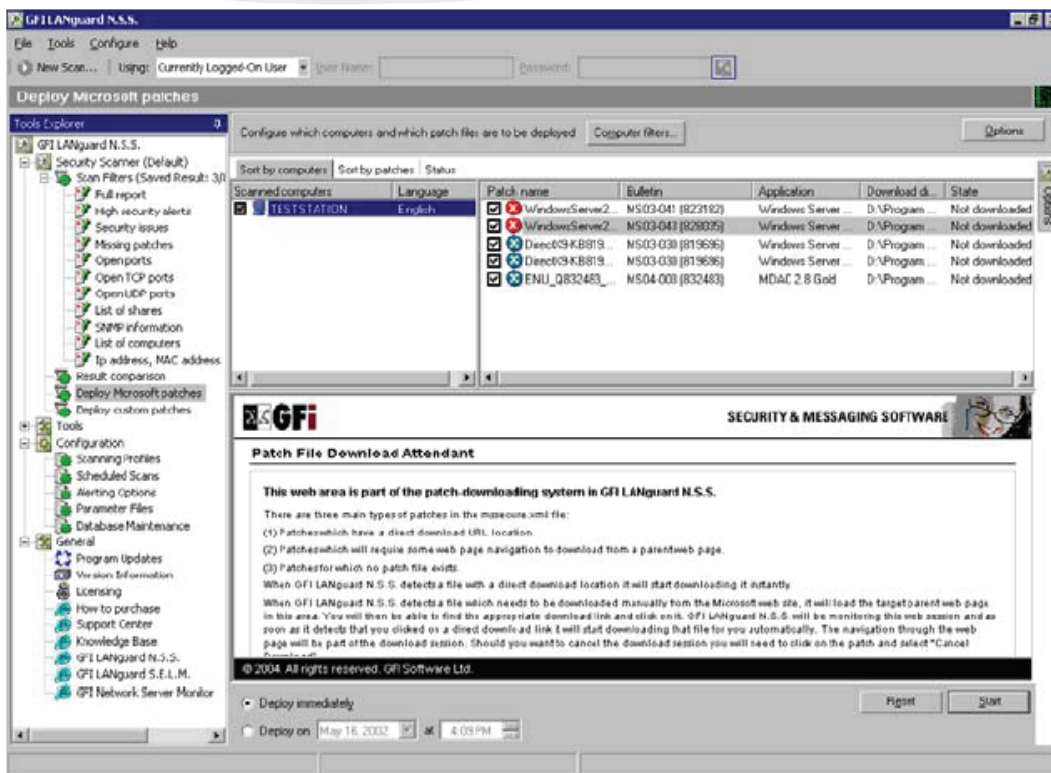 GFI LANguard N.S.S.
File Tools Configure Help
New Scan... Using: Currently Logged-On User User Name: Password:
Deploy Microsoft patches
Tools Explorer
GFI LANguard N.S.S.
Security Scanner (Default)
Scan Filters (Saved Result: 3/
Full report
High security alerts
Security issues
Missing patches
Open ports
Open TCP ports
Open UDP ports
List of shares
SNMP information
List of computers
Ip address, MAC address
Result comparison
Deploy Microsoft patches
Deploy custom patches
Tools
Configuration
Scanning Profiles
Scheduled Scans
Alerting Options
Parameter Files
Database Maintenance
General
Program Updates
Version Information
Licensing
How to purchase
Support Center
Knowledge Base
GFI LANguard N.S.S.
GFI LANguard S.E.L.M.
GFI Network Server Monitor
Configure which computers and which patch files are to be deployed Computer filters... Options
Sort by computers Sort by patches Status
Scanned computers Language
TESTSTATION English
Patch name Bulletin Application Download di... State
WindowsServer2... MS03-041 (823182) Windows Server ... D:\Program ... Not downloaded
WindowsServer2... MS03-043 (828035) Windows Server ... D:\Program ... Not downloaded
DirectX9-KB819... MS03-030 (819696) Windows Server ... D:\Program ... Not downloaded
DirectX9-KB819... MS03-030 (819696) Windows Server ... D:\Program ... Not downloaded
ENU_Q832483_... MS04-003 (832483) MDAC 2.8 Gold D:\Program ... Not downloaded
Options
GFi SECURITY & MESSAGING SOFTWARE
Patch File Download Attendant
This web area is part of the patch-downloading system in GFI LANguard N.S.S.
There are three main types of patches in the mssecure.xml file:
(1) Patches which have a direct download URL location.
(2) Patches which will require some web page navigation to download from a parent web page.
(3) Patches for which no patch file exists.
When GFI LANguard N.S.S. detects a file with a direct download location it will start downloading it instantly.
When GFI LANguard N.S.S. detects a file which needs to be downloaded manually from the Microsoft web site, it will load the target parent web page
in this area. You will then be able to find the appropriate download link and click on it. GFI LANguard N.S.S. will be monitoring this web session and as
soon as it detects that you clicked on a direct download link it will start downloading that file for you automatically. The navigation through the web
page will be part of the download session. Should you want to cancel the download session you will need to click on the patch and select "Cancel
© 2004. All rights reserved. GFI Software Ltd.
Deploy immediately
Reset Start
Deploy on May 16, 2002 at 4:09 PM